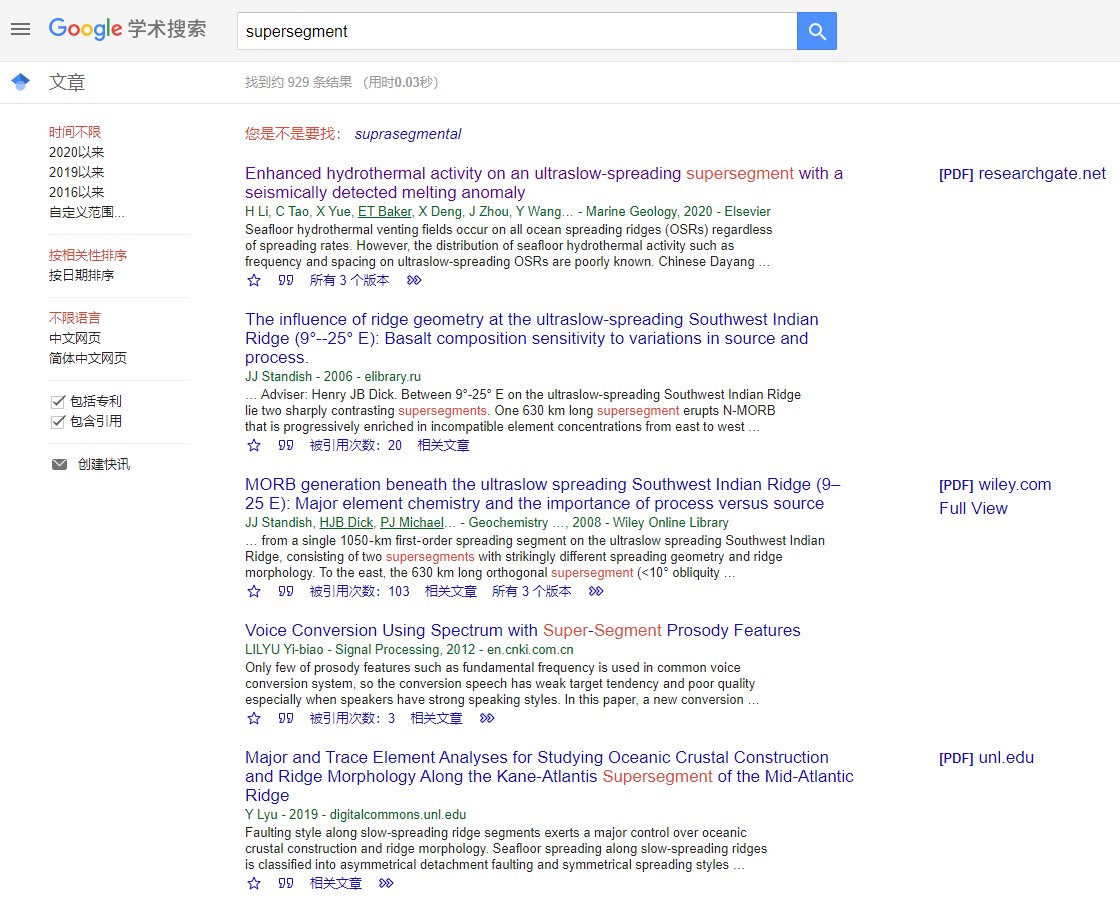 Google 学术搜索
supersegment
文章
找到约 929 条结果 （用时0.03秒）
时间不限
2020以来
2019以来
2016以来
自定义范围...
按相关性排序
按日期排序
不限语言
中文网页
简体中文网页
包括专利
包含引用
创建快讯
您是不是要找： suprasegmental
Enhanced hydrothermal activity on an ultraslow-spreading supersegment with a
seismically detected melting anomaly
H Li, C Tao, X Yue, ET Baker, X Deng, J Zhou, Y Wang… - Marine Geology, 2020 - Elsevier
Seafloor hydrothermal venting fields occur on all ocean spreading ridges (OSRs) regardless
of spreading rates. However, the distribution of seafloor hydrothermal activity such as
frequency and spacing on ultraslow-spreading OSRs are poorly known. Chinese Dayang …
所有 3 个版本
[PDF] researchgate.net
The influence of ridge geometry at the ultraslow-spreading Southwest Indian
Ridge (9°--25° E): Basalt composition sensitivity to variations in source and
process.
JJ Standish - 2006 - elibrary.ru
… Adviser: Henry JB Dick. Between 9°-25° E on the ultraslow-spreading Southwest Indian Ridge
lie two sharply contrasting supersegments. One 630 km long supersegment erupts N-MORB
that is progressively enriched in incompatible element concentrations from east to west …
被引用次数：20 相关文章
MORB generation beneath the ultraslow spreading Southwest Indian Ridge (9–
25 E): Major element chemistry and the importance of process versus source
JJ Standish, HJB Dick, PJ Michael… - Geochemistry …, 2008 - Wiley Online Library
… from a single 1050‐km first‐order spreading segment on the ultraslow spreading Southwest Indian
Ridge, consisting of two supersegments with strikingly different spreading geometry and ridge
morphology. To the east, the 630 km long orthogonal supersegment (<10° obliquity …
被引用次数：103 相关文章 所有 3 个版本
[PDF] wiley.com
Full View
Voice Conversion Using Spectrum with Super-Segment Prosody Features
LILYU Yi-biao - Signal Processing, 2012 - en.cnki.com.cn
Only few of prosody features such as fundamental frequency is used in common voice
conversion system, so the conversion speech has weak target tendency and poor quality
especially when speakers have strong speaking styles. In this paper, a new conversion …
被引用次数：3 相关文章
Major and Trace Element Analyses for Studying Oceanic Crustal Construction
and Ridge Morphology Along the Kane-Atlantis Supersegment of the Mid-Atlantic
Ridge
Y Lyu - 2019 - digitalcommons.unl.edu
Faulting style along slow-spreading ridge segments exerts a major control over oceanic
crustal construction and ridge morphology. Seafloor spreading along slow-spreading ridges
is classified into asymmetrical detachment faulting and symmetrical spreading styles …
相关文章
[PDF] unl.edu